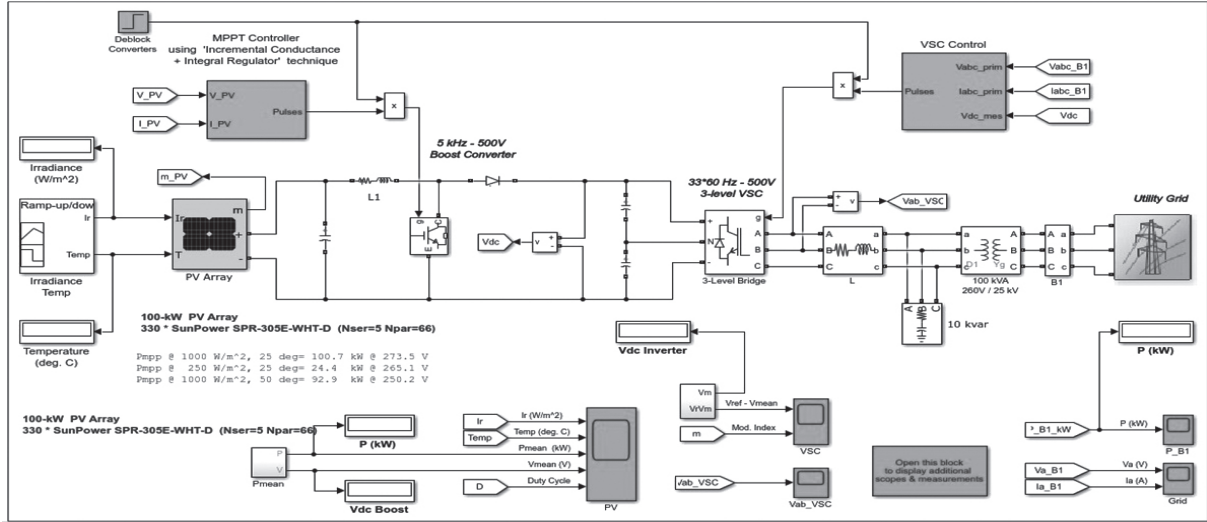 Deblock
Converters
MPPT Controller
using 'Incremental Conductance
+ Integral Regulator' technique
V_PV
V_PV
I_PV
I_PV
Pulses
x
x
VSC Control
Vabc_prim
Iabc_prim
Vdc_mes
Pulses
Vabc_B1
Iabc_B1
Vdc
Irradiance
(W/m^2)
m_PV
5 kHz - 500V
Boost Converter
33*60 Hz - 500V
3-level VSC
Utility Grid
Ramp-up/dow
Ir
Temp
Irradiance
Temp
Ir
T
m
+
-
PV Array
L1
g
C
E
Vdc
v
+
-
+
N
-
g
A
B
C
3-Level Bridge
+
-
v
Vab_VSC
A
B
C
a
b
c
L
a
b
c
A
B
C
D1
Yg
100 kVA
260V / 25 kV
A
B
C
a
b
c
B1
A
B
C
10 kvar
Temperature
(deg. C)
100-kW PV Array
330 * SunPower SPR-305E-WHT-D (Nser=5 Npar=66)
Pmpp @ 1000 W/m^2, 25 deg= 100.7 kW @ 273.5 V
Pmpp @ 250 W/m^2, 25 deg= 24.4 kW @ 265.1 V
Pmpp @ 1000 W/m^2, 50 deg= 92.9 kW @ 250.2 V
Vdc Inverter
P (kW)
100-kW PV Array
330 * SunPower SPR-305E-WHT-D (Nser=5 Npar=66)
P (kW)
P
V
Pmean
Vdc Boost
Ir
Temp
D
Ir (W/m^2)
Temp (deg. C)
Pmean (kW)
Vmean (V)
Duty Cycle
PV
Vm
VrVm
Vref - Vmean
m
Mod. Index
VSC
Vab_VSC
Open this block
to display additional
scopes & measurements
_B1_kW
P (kW)
P_B1
Va_B1
Va (V)
Ia_B1
Ia (A)
Grid